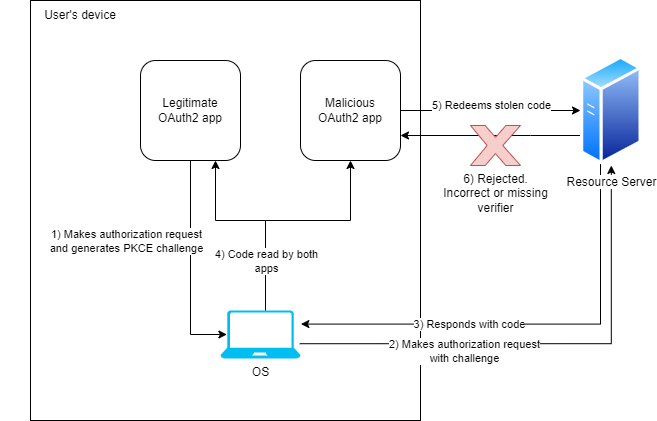 User's device
Legitimate
OAuth2 app
Malicious
OAuth2 app
5) Redeems stolen code
6) Rejected.
Incorrect or missing
verifier
Resource Server
1) Makes authorization request
and generates PKCE challenge
4) Code read by both
apps
3) Responds with code
2) Makes authorization request
with challenge
OS